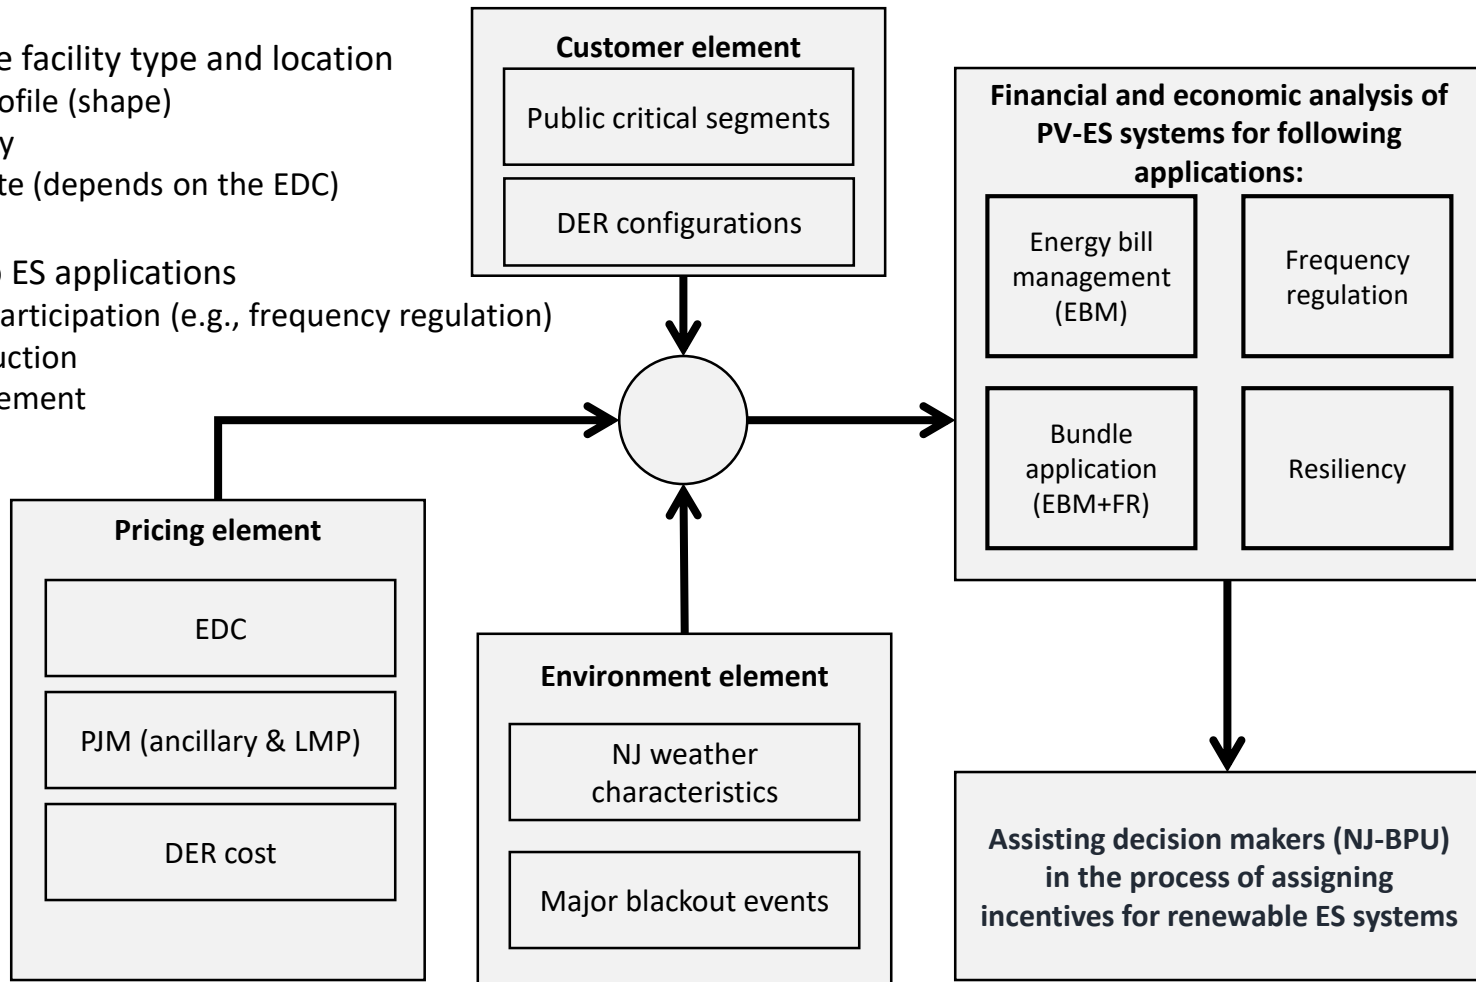 e facility type and location
ofile (shape)
y
te (depends on the EDC)
ES applications
articipation (e.g., frequency regulation)
uction
ement
Customer element
Public critical segments
DER configurations
Pricing element
EDC
PJM (ancillary & LMP)
DER cost
Environment element
NJ weather
characteristics
Major blackout events
Financial and economic analysis of
PV-ES systems for following
applications:
Energy bill
management
(EBM)
Frequency
regulation
Bundle
application
(EBM+FR)
Resiliency
Assisting decision makers (NJ-BPU)
in the process of assigning
incentives for renewable ES systems